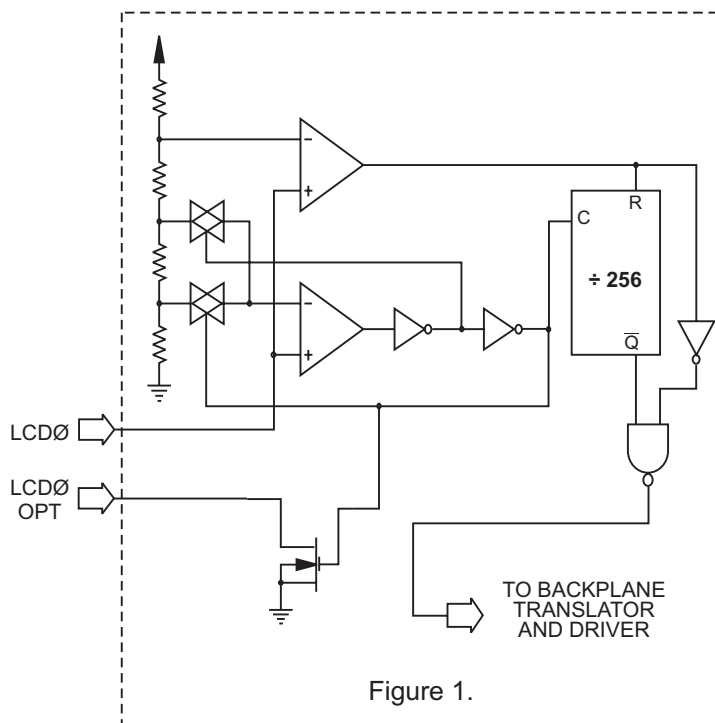 −
+
−
+
C
R
÷ 256
Q̅
LCDØ
LCDØ
OPT
TO BACKPLANE
TRANSLATOR
AND DRIVER
Figure 1.